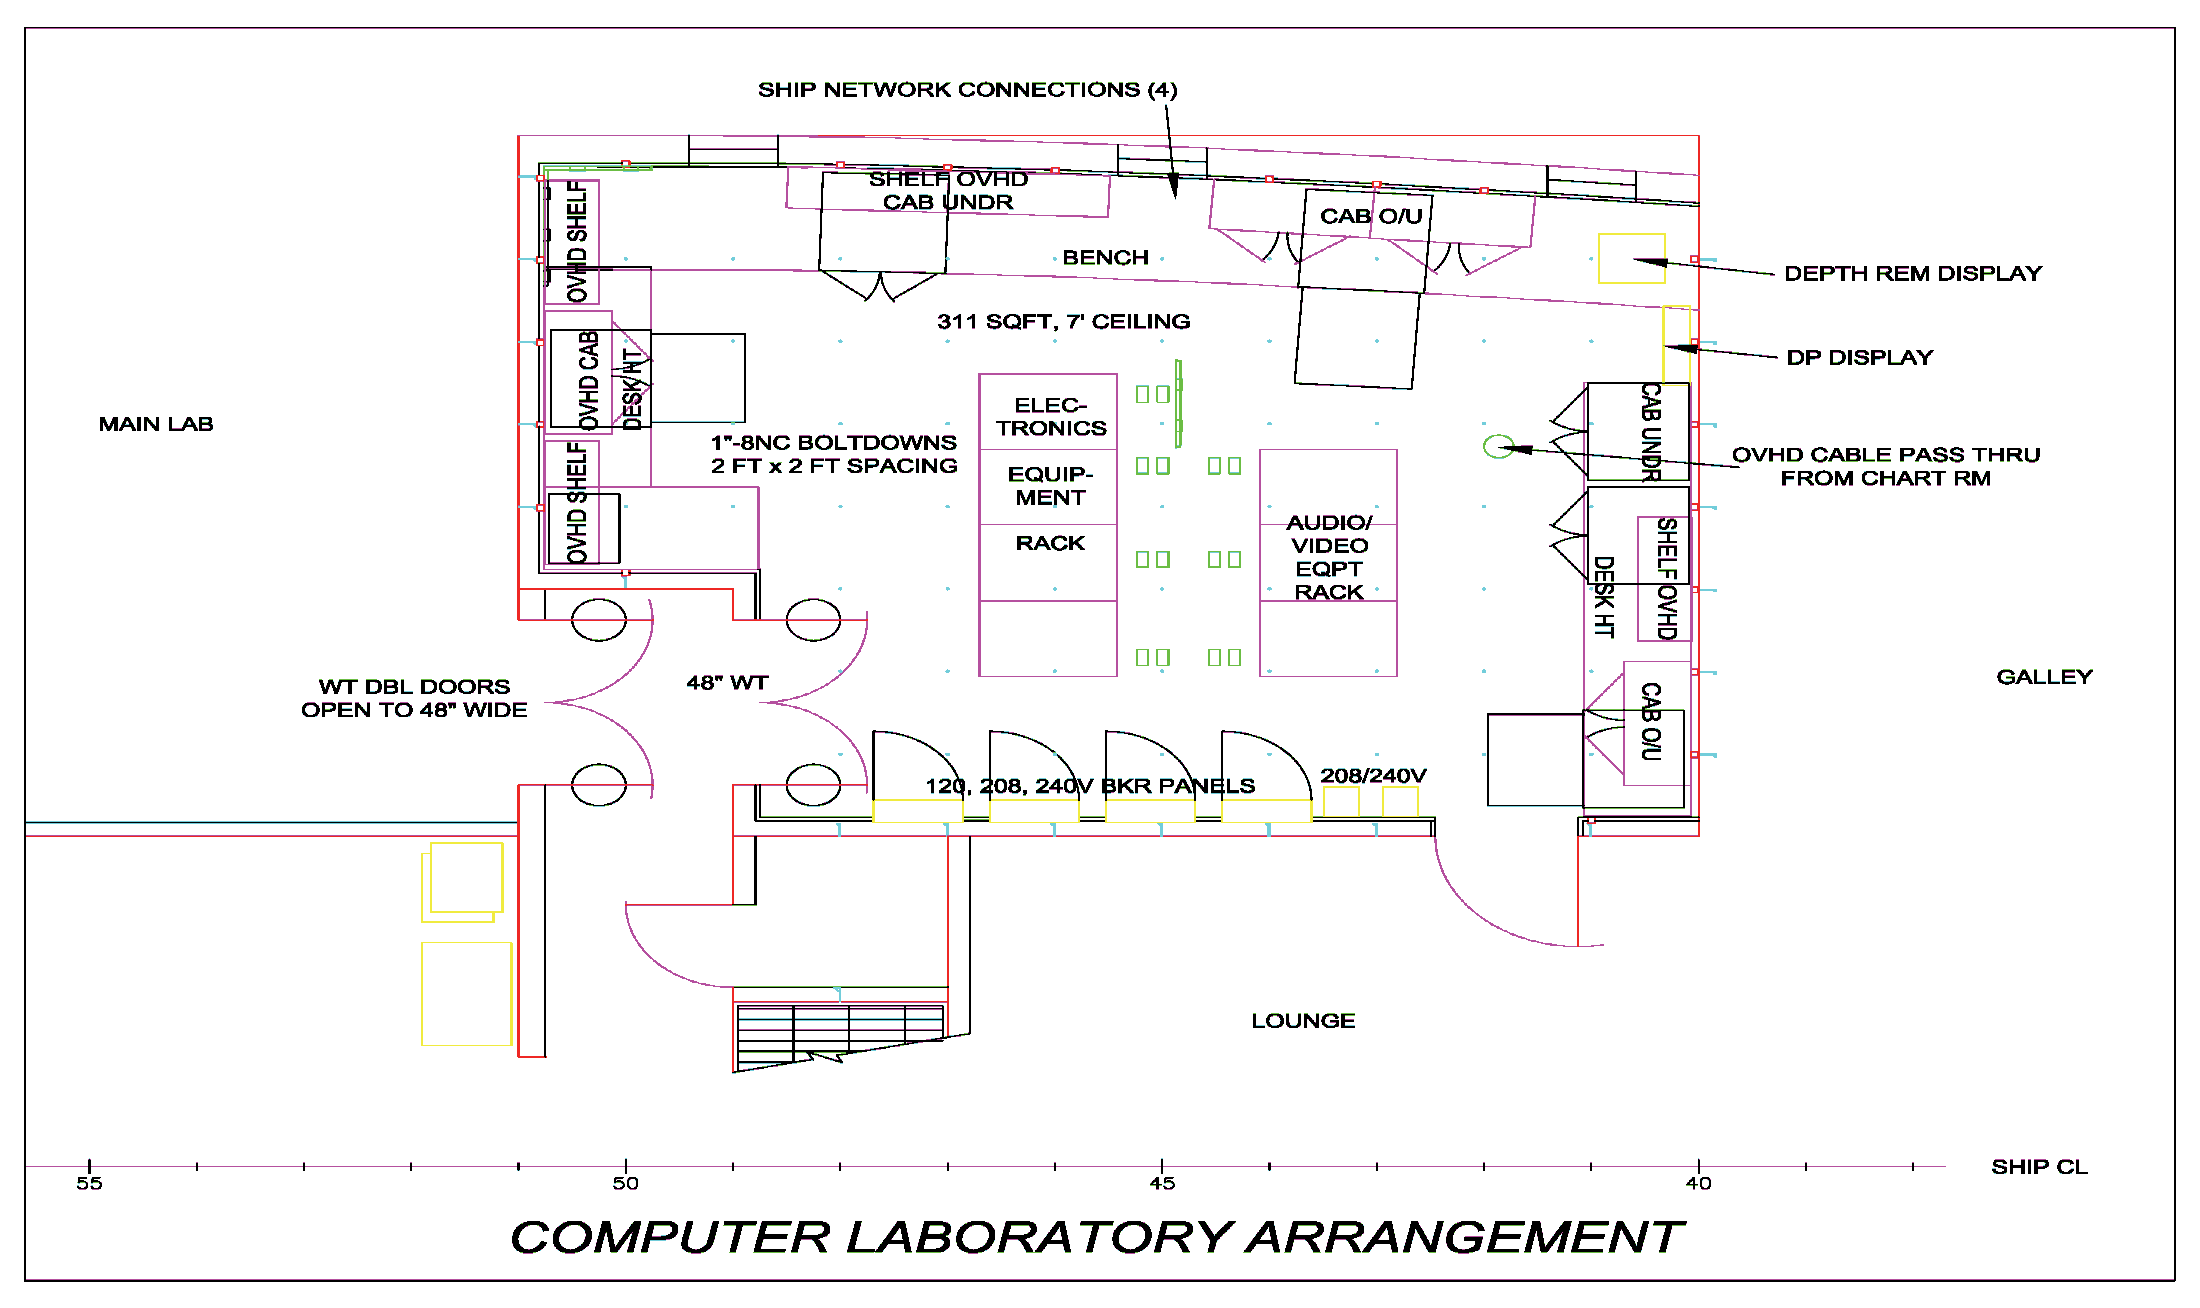 SHIP NETWORK CONNECTIONS (4)
SHELF OVHD
CAB UNDR
CAB O/U
BENCH
DEPTH REM DISPLAY
OVHD SHELF
311 SQFT, 7' CEILING
DP DISPLAY
OVHD CAB
DESK HT
ELEC-
TRONICS
EQUIP-
MENT
RACK
MAIN LAB
1"-8NC BOLTDOWNS
2 FT x 2 FT SPACING
CAB UNDR
OVHD CABLE PASS THRU
FROM CHART RM
OVHD SHELF
AUDIO/
VIDEO
EQPT
RACK
SHELF OVHD
DESK HT
WT DBL DOORS
OPEN TO 48" WIDE
48" WT
CAB O/U
GALLEY
120, 208, 240V BKR PANELS
208/240V
LOUNGE
SHIP CL
55
50
45
40
COMPUTER LABORATORY ARRANGEMENT